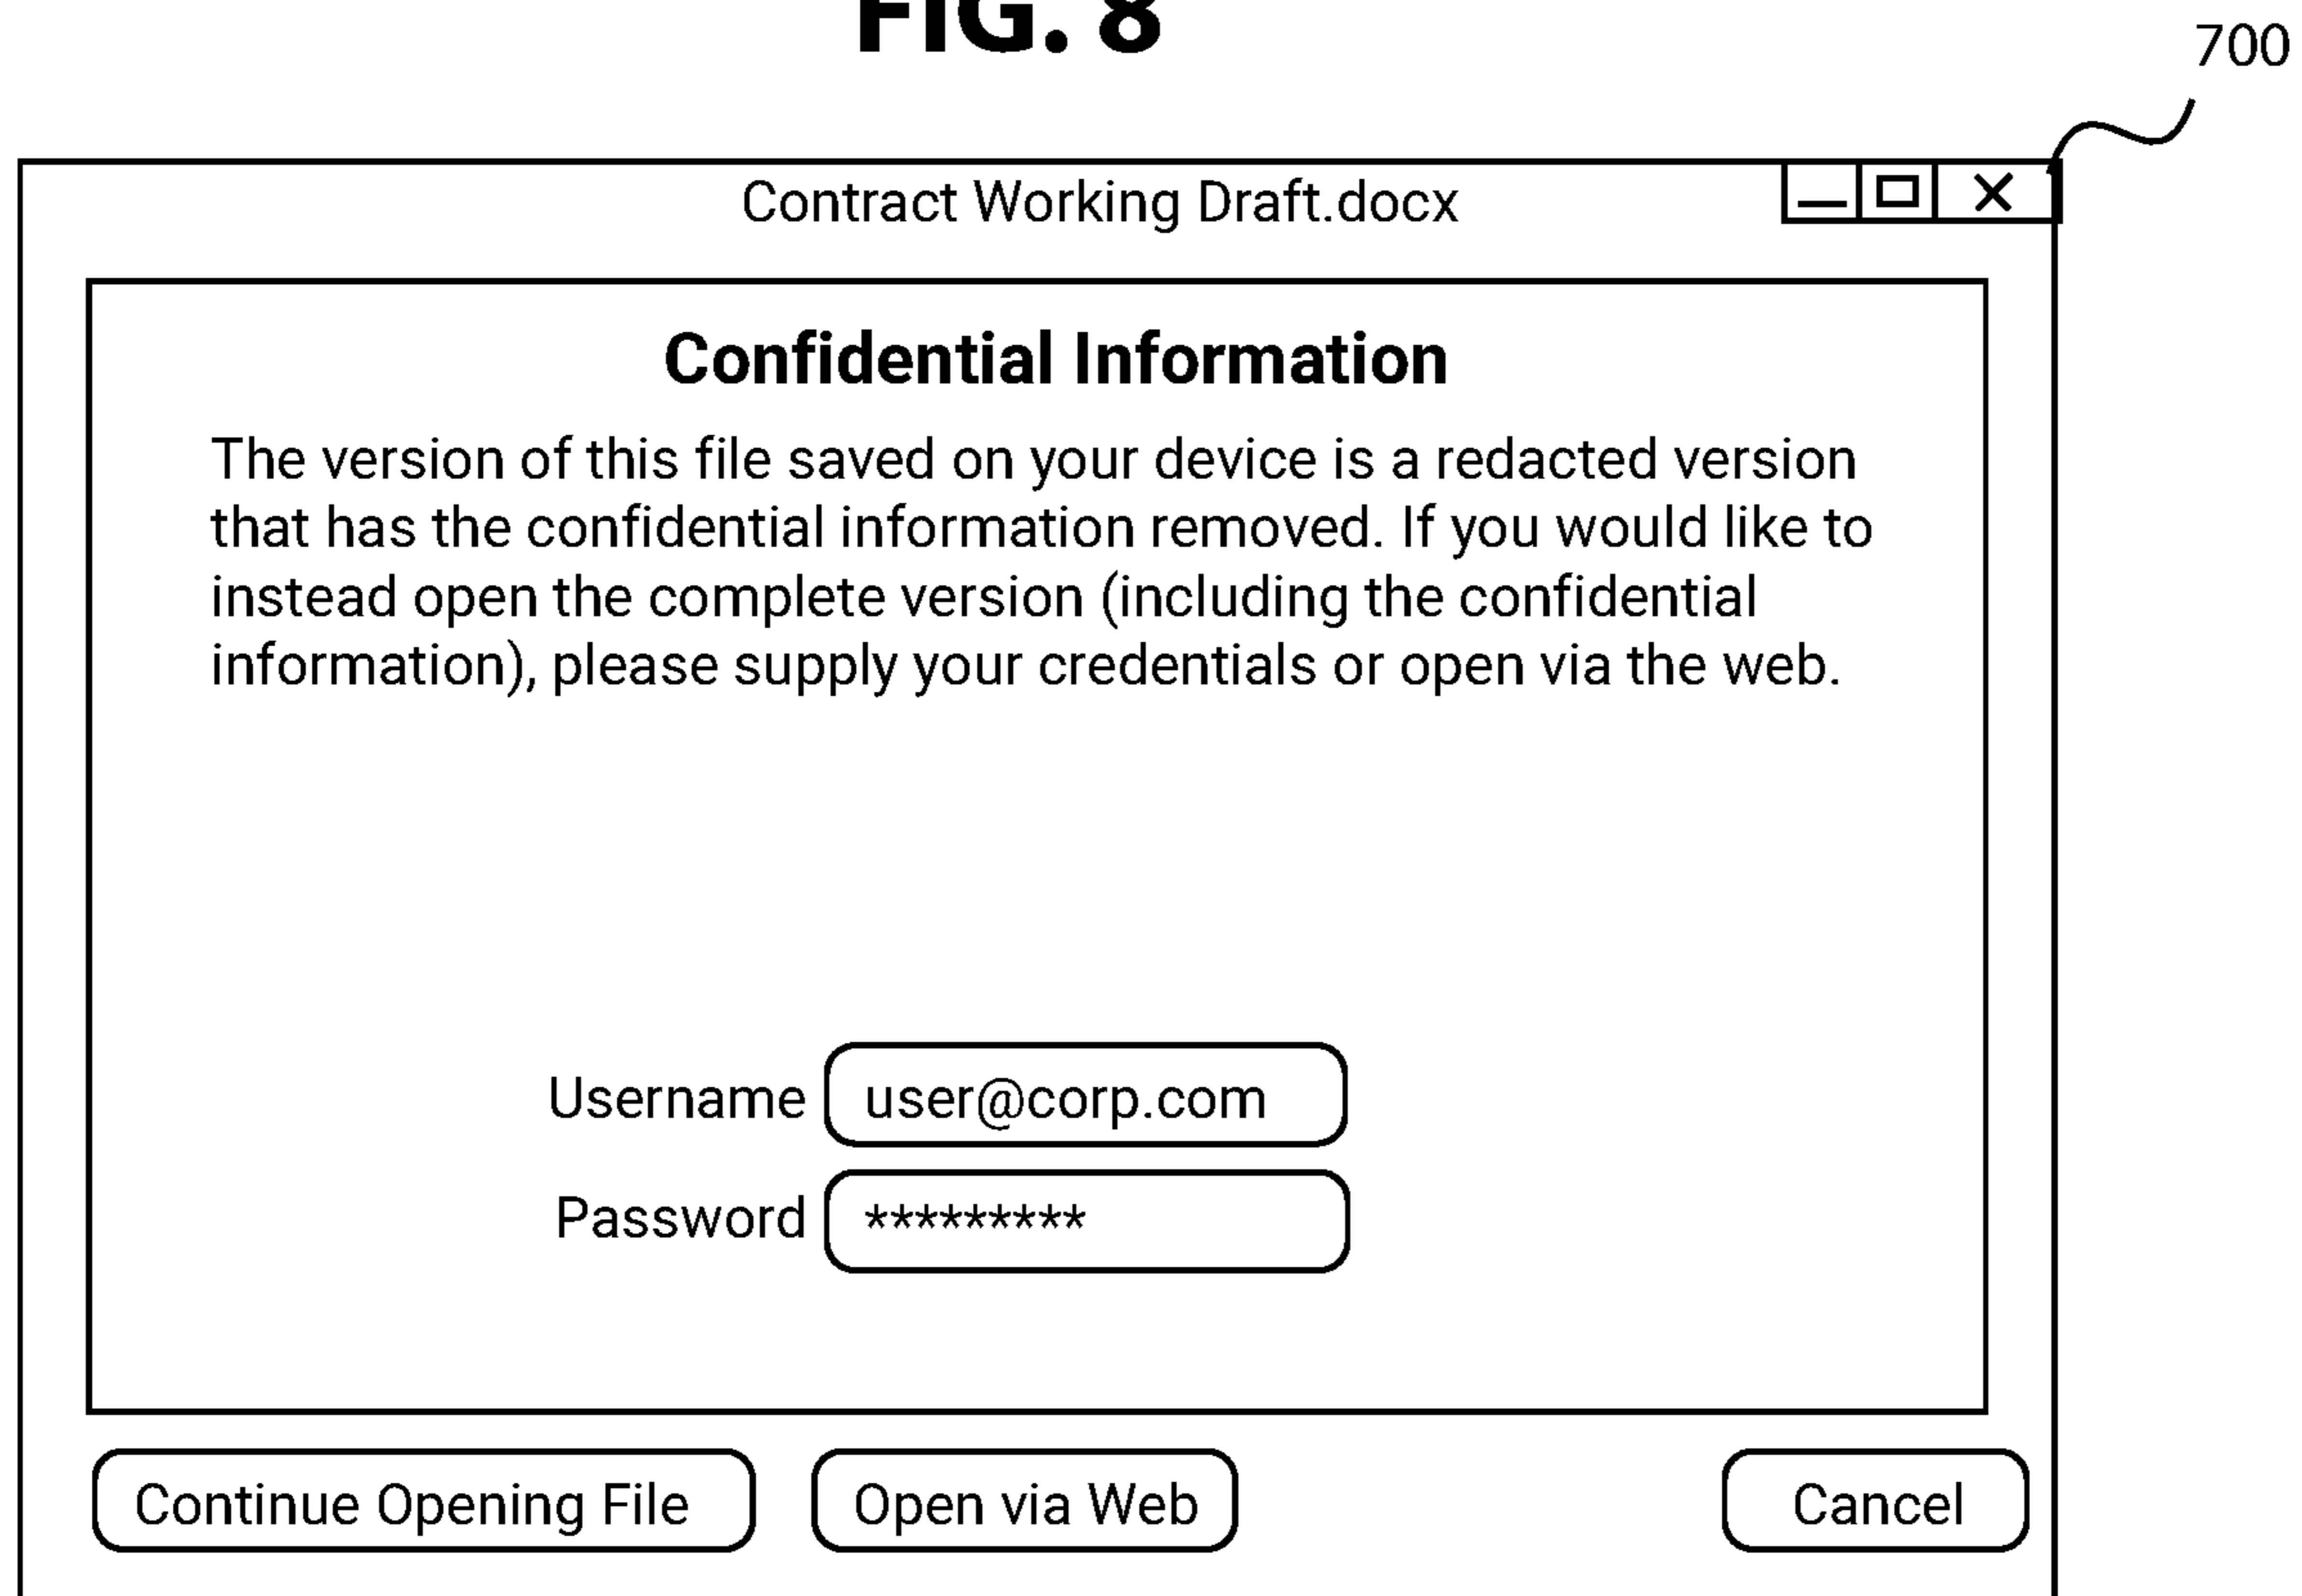 FIG. 8
700
Contract Working Draft.docx
Confidential Information
The version of this file saved on your device is a redacted version
that has the confidential information removed. If you would like to
instead open the complete version (including the confidential
information), please supply your credentials or open via the web.
Username user@corp.com
Password *********
Continue Opening File Open via Web Cancel